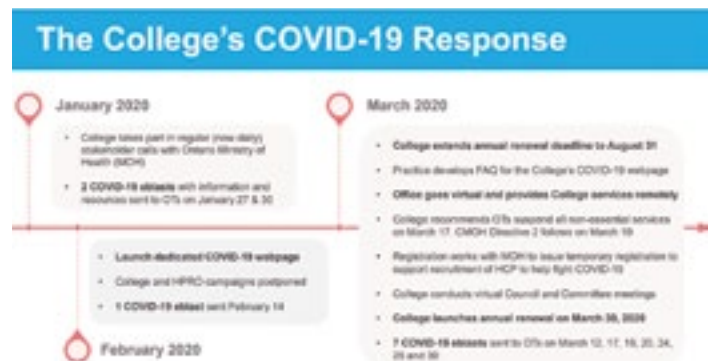 The College's COVID-19 Response
January 2020
College takes part in regular (now daily)
stakeholder calls with Ontario Ministry of
Health (MOH)
2 COVID-19 eblasts with information and
resources sent to OTs on January 27 & 30
Launch dedicated COVID-19 webpage
College and HPRO campaigns postponed
1 COVID-19 eblast sent February 14
February 2020
March 2020
College extends annual renewal deadline to August 31
Practice develops FAQ for the College's COVID-19 webpage
Office goes virtual and provides College services remotely
College recommends OTs suspend all non-essential services
on March 17. CMOH Directive 2 follows on March 19
Registration works with MOH to issue temporary registration to
support recruitment of HCP to help fight COVID-19
College conducts virtual Council and Committee meetings
College launches annual renewal on March 30, 2020
7 COVID-19 eblasts sent to OTs on March 12, 17, 19, 20, 24,
25 and 30